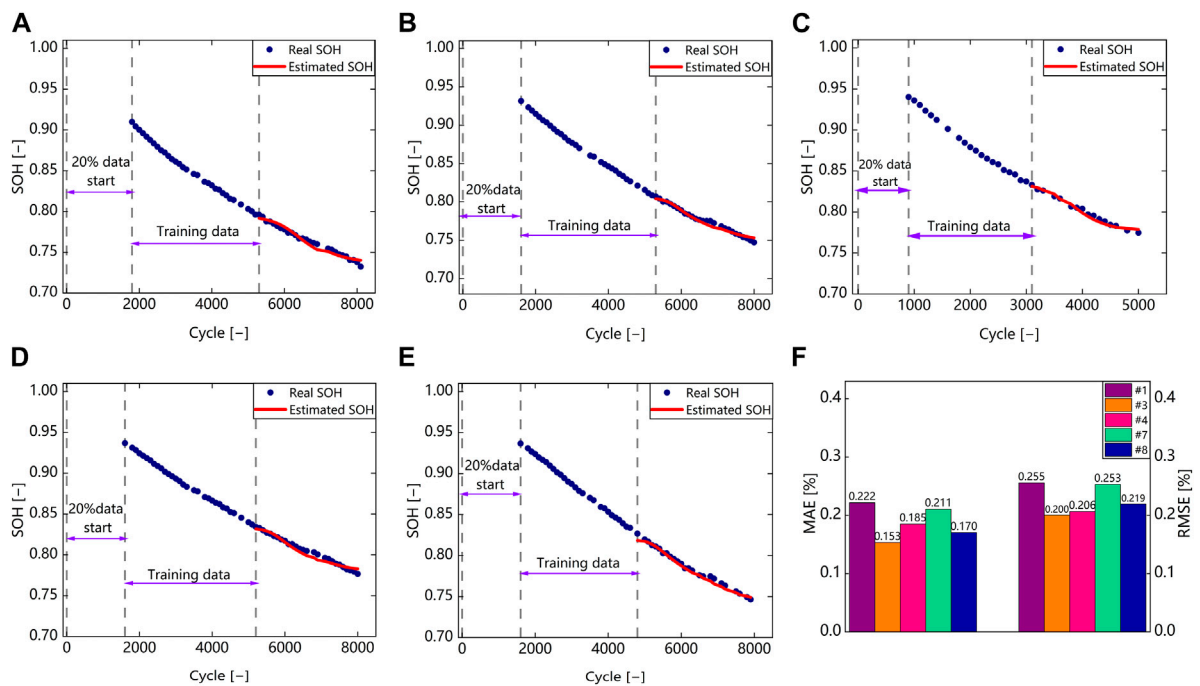 A
1.00
0.95
0.90
0.85
0.80
0.75
0.70
SOH [−]
Real SOH
Estimated SOH
20% data
start
Training data
0
2000
4000
6000
8000
Cycle [−]
B
1.00
0.95
0.90
0.85
0.80
0.75
0.70
SOH [−]
Real SOH
Estimated SOH
20%data
start
Training data
0
2000
4000
6000
8000
Cycle [−]
C
1.00
0.95
0.90
0.85
0.80
0.75
0.70
SOH [−]
Real SOH
Estimated SOH
20% data
start
Training data
0
1000
2000
3000
4000
5000
Cycle [−]
D
1.00
0.95
0.90
0.85
0.80
0.75
0.70
SOH [−]
Real SOH
Estimated SOH
20%data
start
Training data
0
2000
4000
6000
8000
Cycle [−]
E
1.00
0.95
0.90
0.85
0.80
0.75
0.70
SOH [−]
Real SOH
Estimated SOH
20%data
start
Training data
0
2000
4000
6000
8000
Cycle [−]
F
0.4
0.3
0.2
0.1
0.0
MAE [%]
#1
#3
#4
#7
#8
0.222
0.153
0.185
0.211
0.170
0.255
0.200
0.206
0.253
0.219
0.4
0.3
0.2
0.1
0.0
RMSE [%]